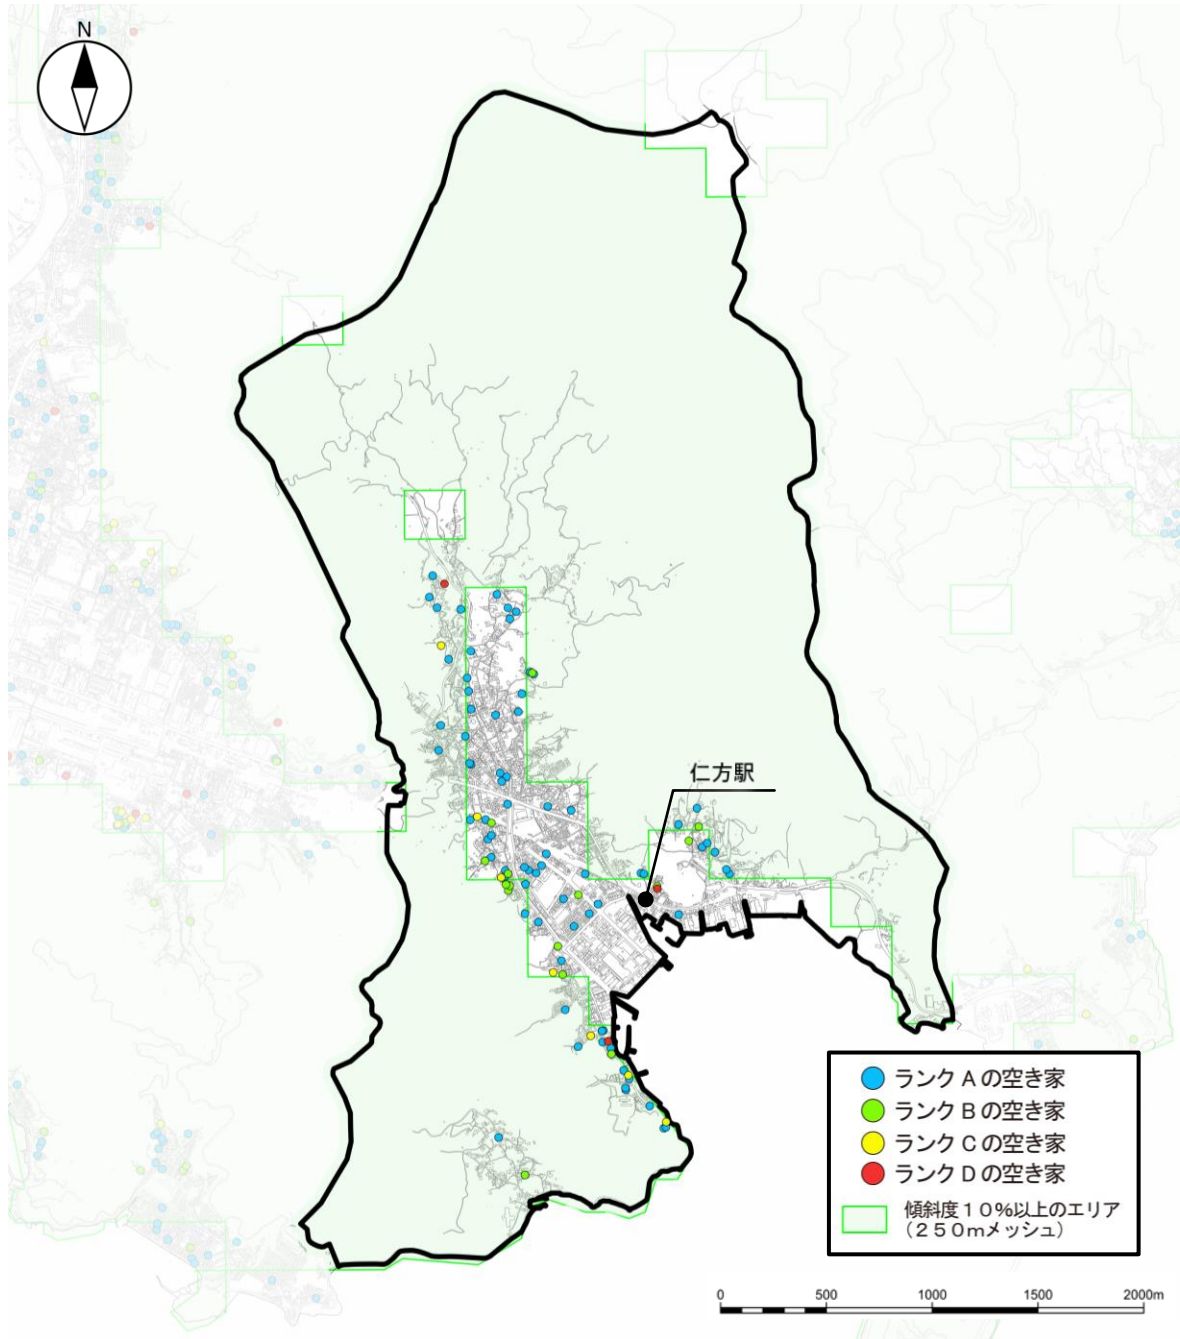 N
仁方駅
ランクAの空き家
ランクBの空き家
ランクCの空き家
ランクDの空き家
傾斜度10%以上のエリア
(250mメッシュ)
0 500 1000 1500 2000m